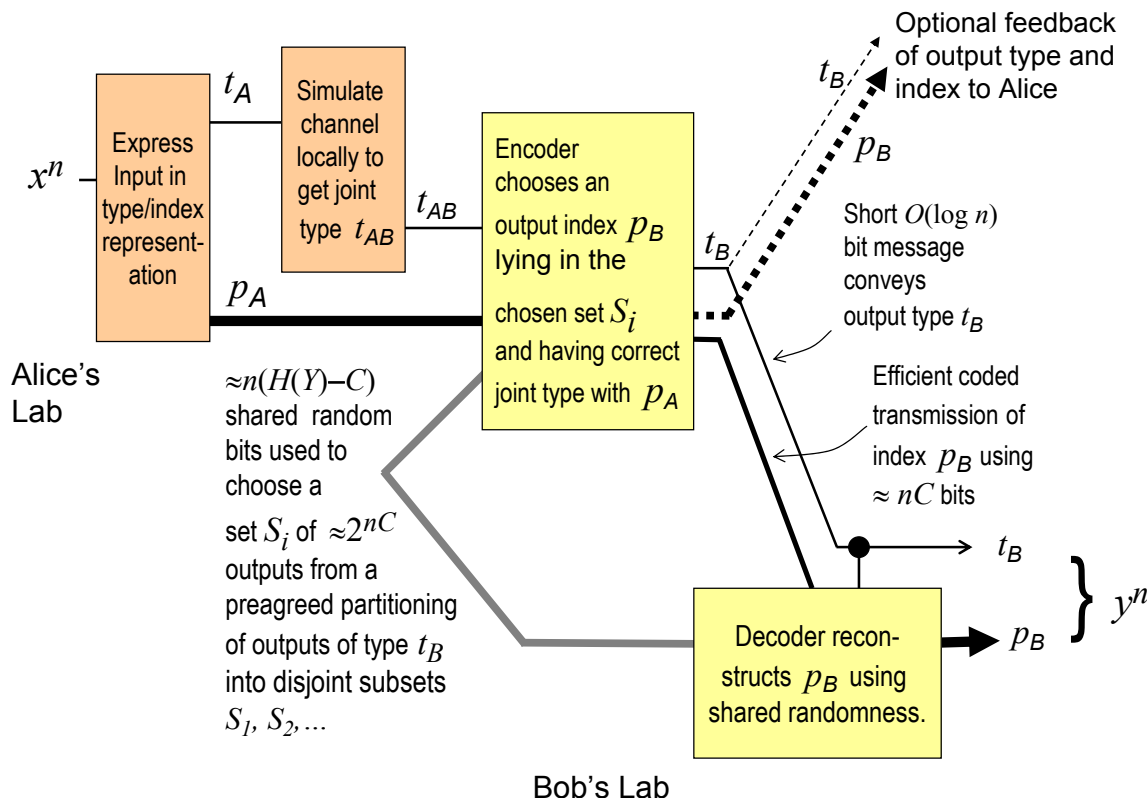 Optional feedback
of output type and
index to Alice
t_A
Simulate
channel
locally to
get joint
type t_AB
t_B
p_B
Express
Input in
type/index
represent-
ation
x^n
Encoder
chooses an
output index p_B
lying in the
chosen set S_i
and having correct
joint type with p_A
t_AB
t_B
Short O(log n)
bit message
conveys
output type t_B
p_A
Alice's
Lab
≈n(H(Y)–C)
shared random
bits used to
choose a
set S_i of ≈2^nC
outputs from a
preagreed partitioning
of outputs of type t_B
into disjoint subsets
S_1, S_2,...
Efficient coded
transmission of
index p_B using
≈ nC bits
t_B
} y^n
p_B
Decoder recon-
structs p_B using
shared randomness.
Bob's Lab